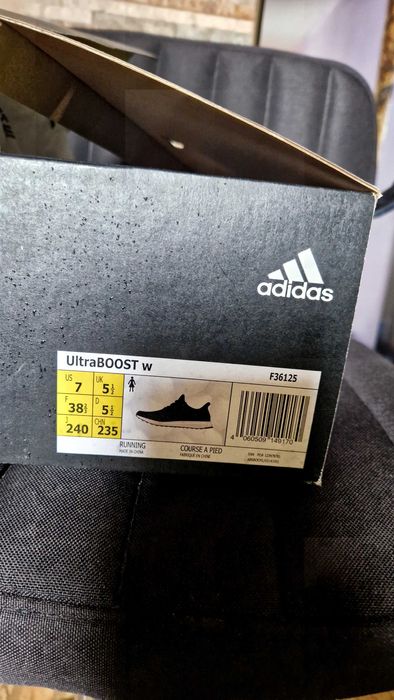 adidas
UltraBOOST w
F36125
US UK
7 5½
F D
38⅔ 5½
J CHN
240 235
4 060509 149170
RUNNING
MADE IN CHINA
COURSE A PIED
FABRIQUE EN CHINE